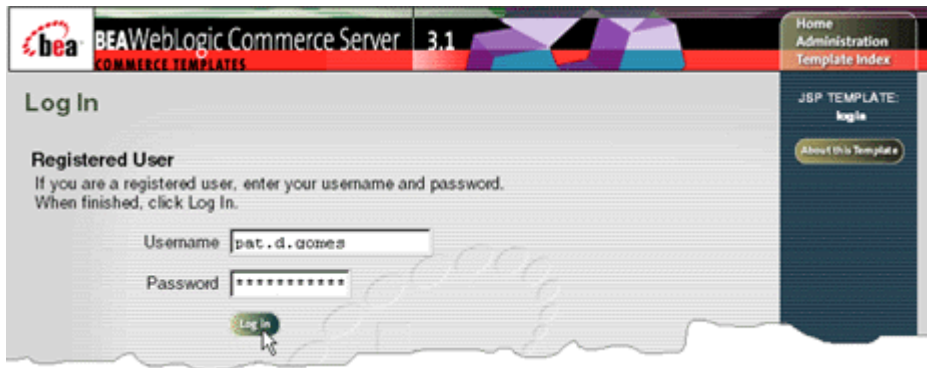 bea
BEAWebLogic Commerce Server 3.1
COMMERCE TEMPLATES
Home
Administration
Template Index
JSP TEMPLATE:
login
About this Template
Log In
Registered User
If you are a registered user, enter your username and password.
When finished, click Log In.
Username pat.d.gomes
Password ***********
Log In